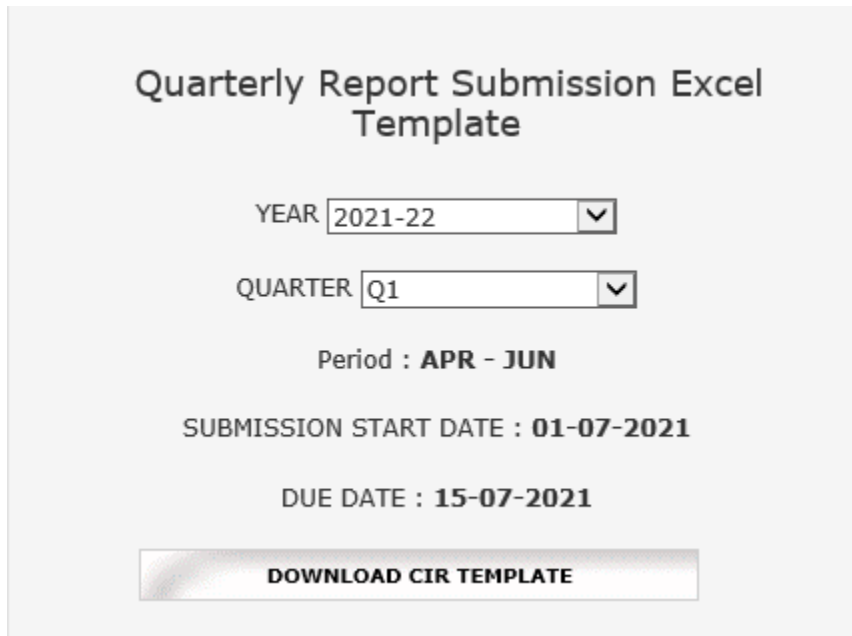 Quarterly Report Submission Excel
Template
YEAR 2021-22
QUARTER Q1
Period : APR - JUN
SUBMISSION START DATE : 01-07-2021
DUE DATE : 15-07-2021
DOWNLOAD CIR TEMPLATE